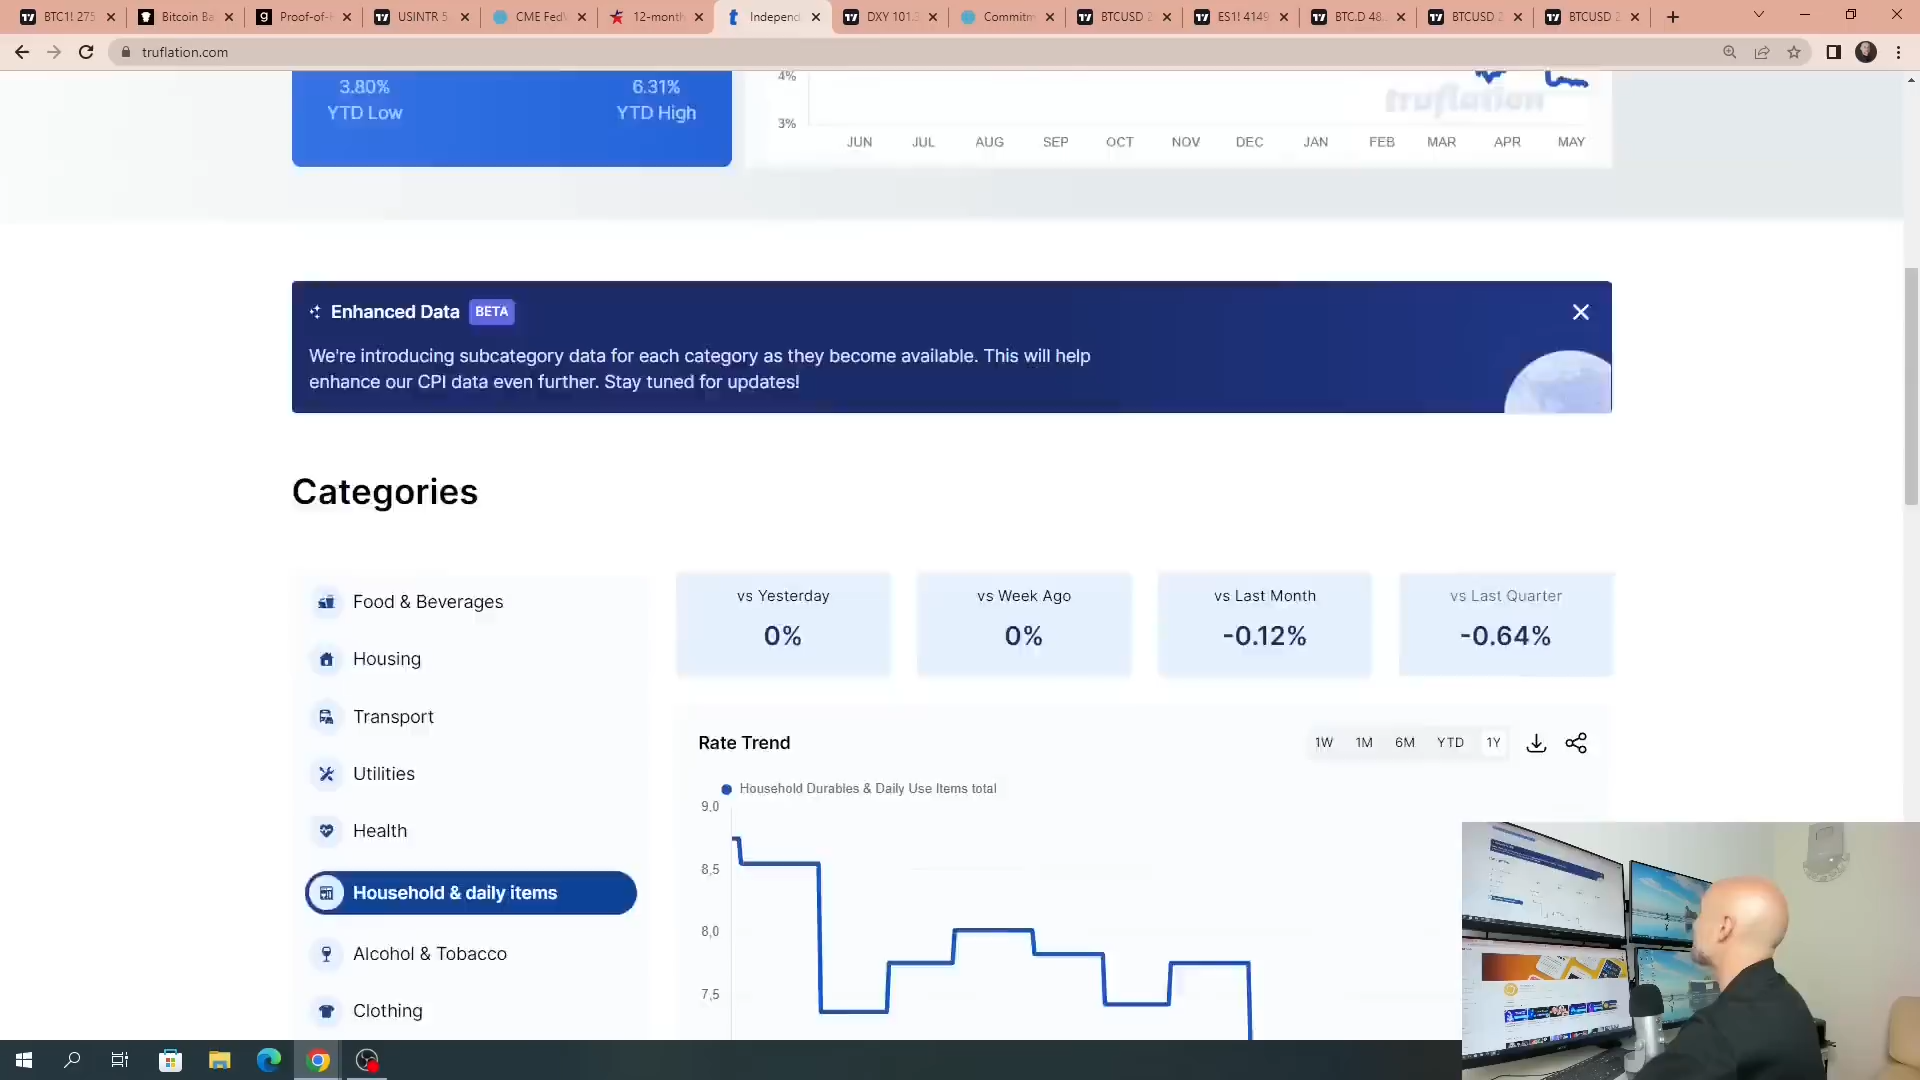 BTC1! 275
Bitcoin Ba
Proof-of-
USINTR 5
CME Fed
12-month
Independ
DXY 101.
Commitm
BTCUSD 2
ES1! 4149
BTC.D 48.
BTCUSD 2
BTCUSD 2
truflation.com
3.80%
YTD Low
6.31%
YTD High
4%
3%
truflation
JUN JUL AUG SEP OCT NOV DEC JAN FEB MAR APR MAY
Enhanced Data BETA
We're introducing subcategory data for each category as they become available. This will help
enhance our CPI data even further. Stay tuned for updates!
Categories
Food & Beverages
Housing
Transport
Utilities
Health
Household & daily items
Alcohol & Tobacco
Clothing
vs Yesterday
0%
vs Week Ago
0%
vs Last Month
-0.12%
vs Last Quarter
-0.64%
Rate Trend
1W 1M 6M YTD 1Y
Household Durables & Daily Use Items total
9,0
8,5
8,0
7,5